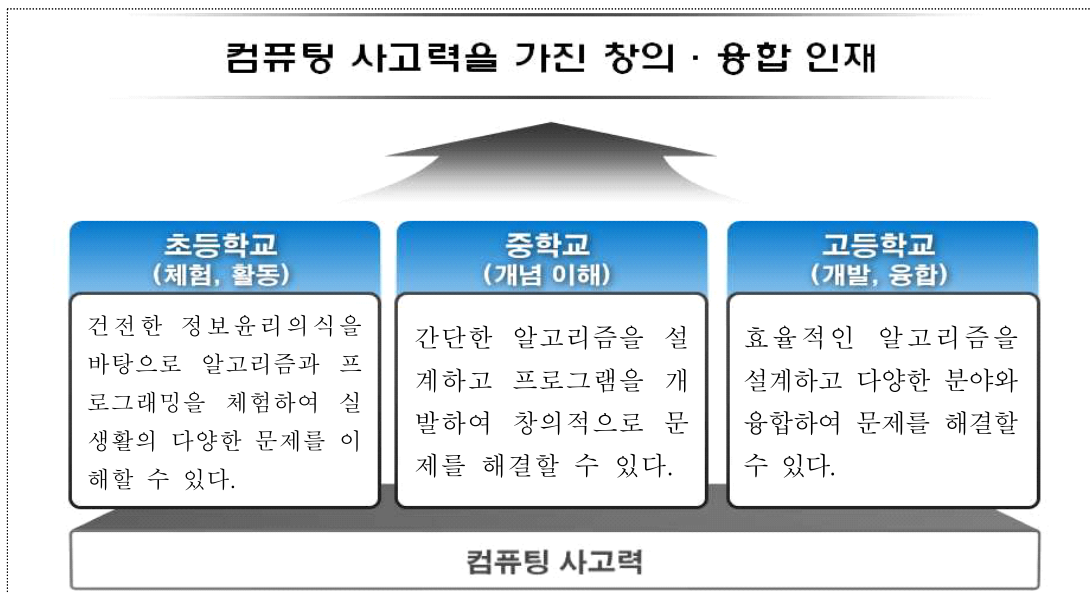 컴퓨팅 사고력을 가진 창의 · 융합 인재
초등학교
(체험, 활동)
건전한 정보윤리의식을
바탕으로 알고리즘과 프
로그래밍을 체험하여 실
생활의 다양한 문제를 이
해할 수 있다.
중학교
(개념 이해)
간단한 알고리즘을 설
계하고 프로그램을 개
발하여 창의적으로 문
제를 해결할 수 있다.
고등학교
(개발, 융합)
효율적인 알고리즘을
설계하고 다양한 분야와
융합하여 문제를 해결할
수 있다.
컴퓨팅 사고력